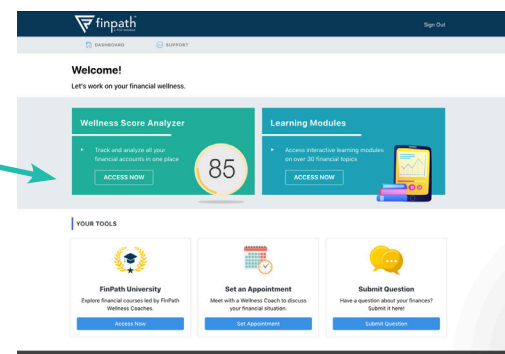 finpath
Sign Out
DASHBOARD
SUPPORT
Welcome!
Let's work on your financial wellness.
Wellness Score Analyzer
Track and analyze all your
financial accounts in one place
ACCESS NOW
85
Learning Modules
Access interactive learning modules
on over 30 financial topics
ACCESS NOW
YOUR TOOLS
FinPath University
Explore financial courses led by FinPath
Wellness Coaches.
Access Now
Set an Appointment
Meet with a Wellness Coach to discuss
your financial situation.
Set Appointment
Submit Question
Have a question about your finances?
Submit it here!
Submit Question